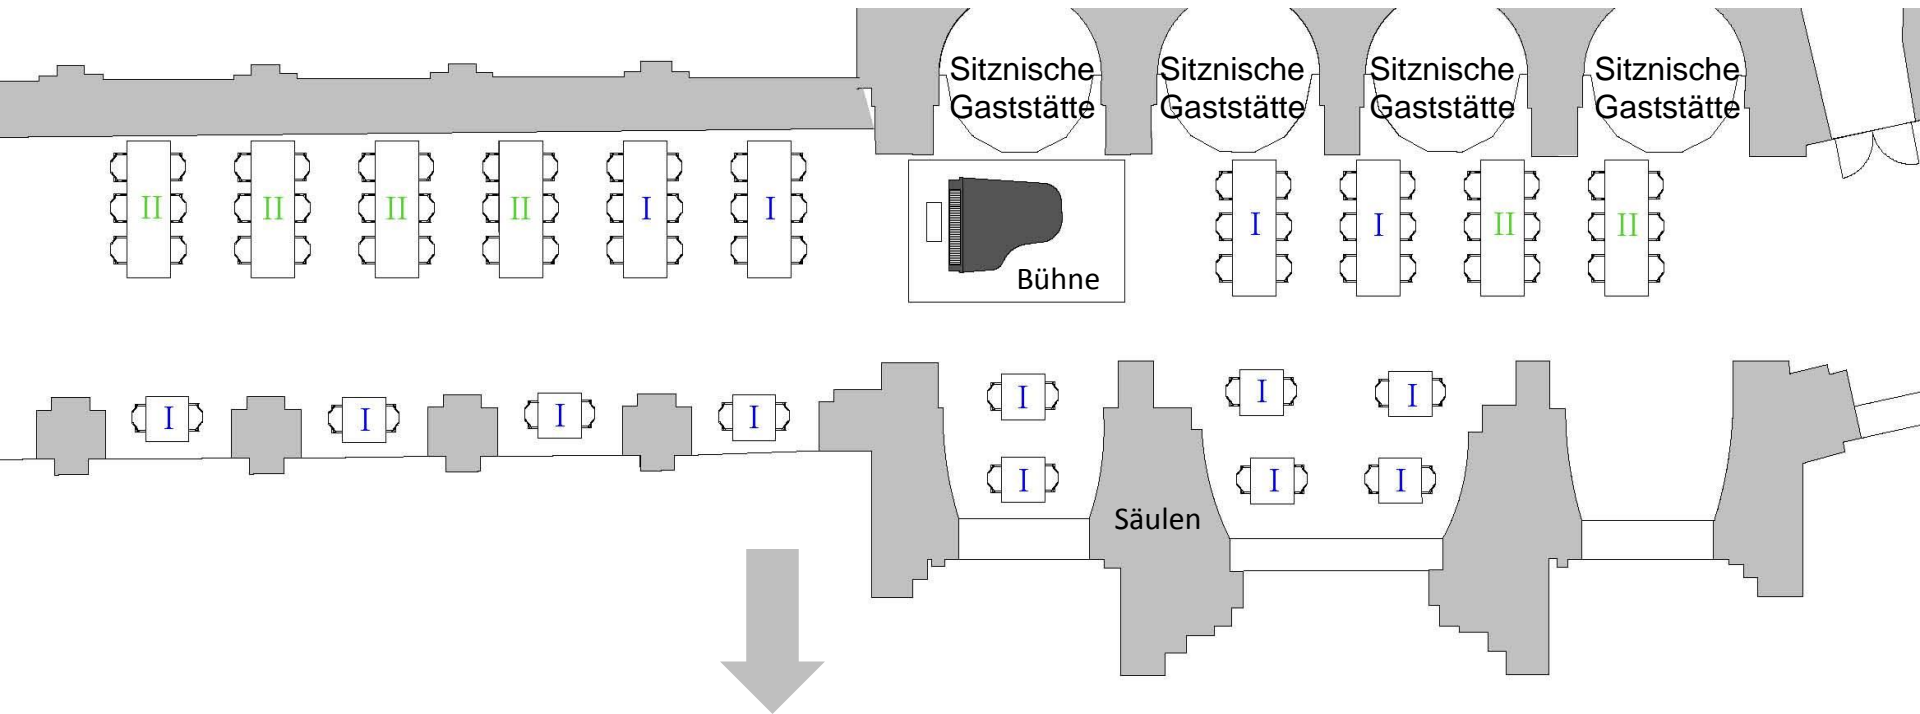 Sitznische Sitznische Sitznische Sitznische
Gaststätte Gaststätte Gaststätte Gaststätte
II II II II I I I I II II
Bühne
I I I I I I I
I I I
Säulen